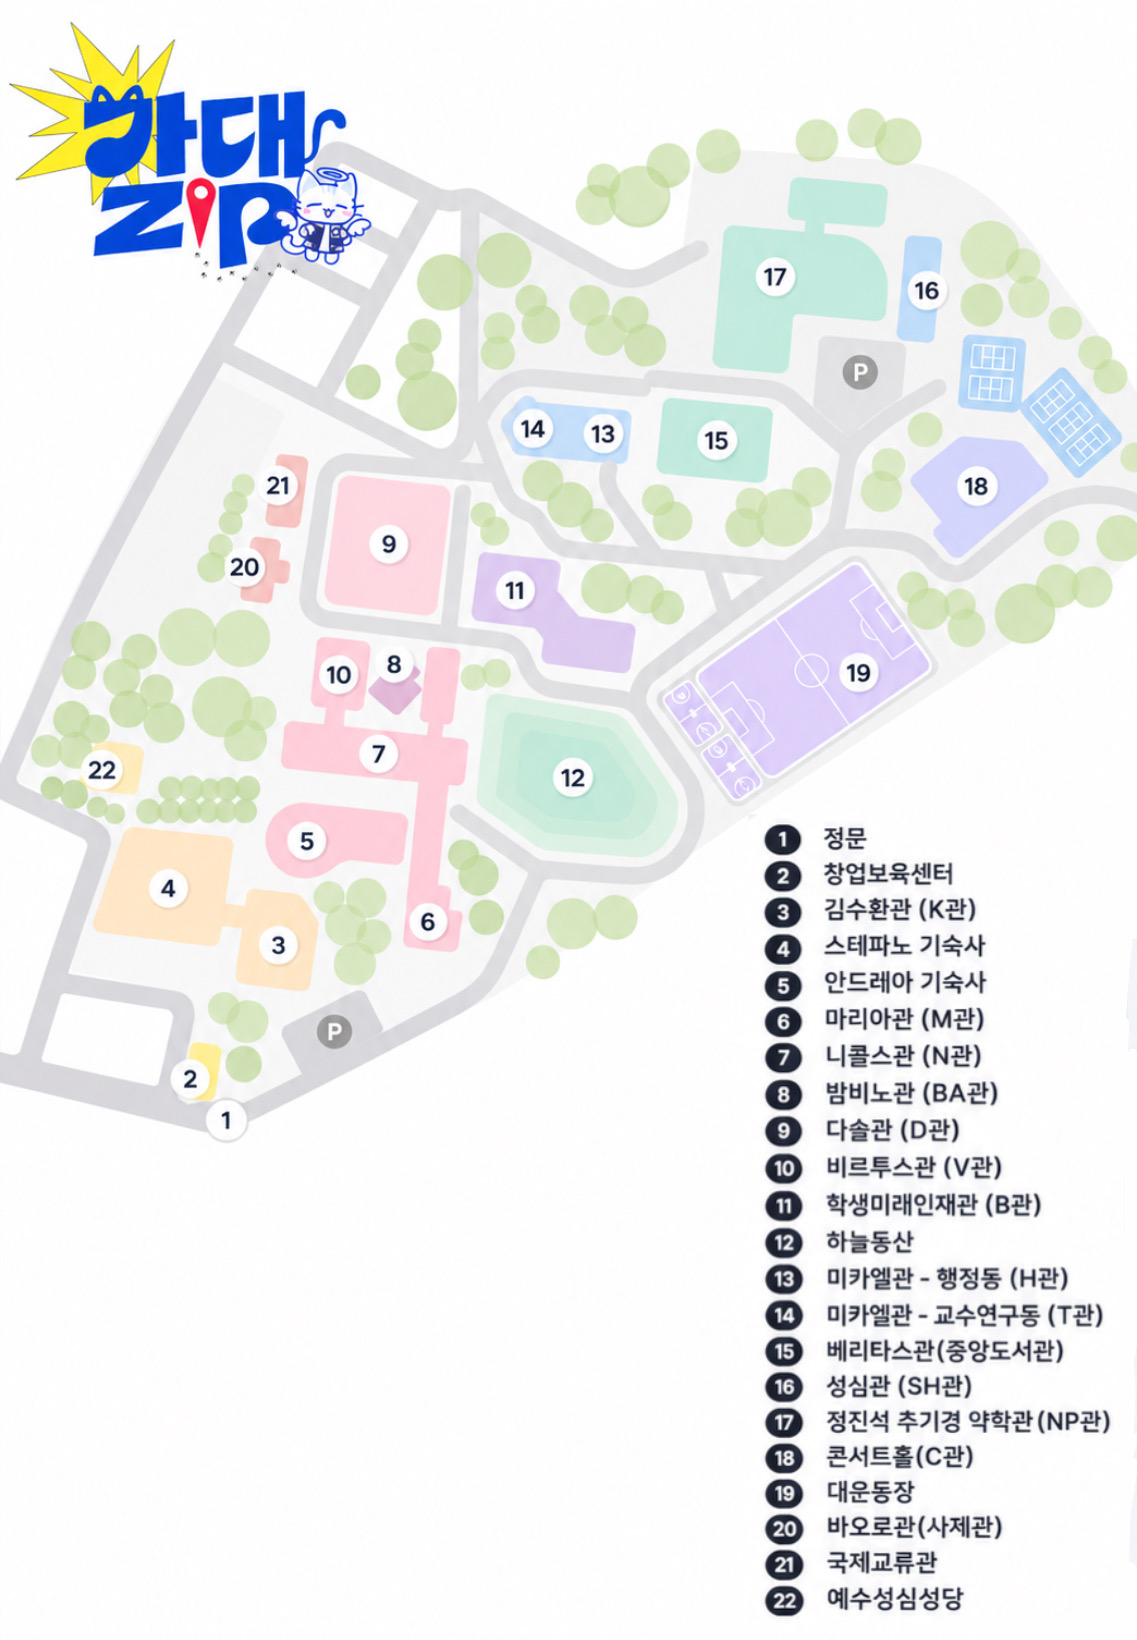 가대
ZIP
17
P
16
14
13
15
21
18
9
20
11
10
8
19
7
22
12
5
4
6
3
P
2
1
1 정문
2 창업보육센터
3 김수환관 (K관)
4 스테파노 기숙사
5 안드레아 기숙사
6 마리아관 (M관)
7 니콜스관 (N관)
8 밤비노관 (BA관)
9 다솔관 (D관)
10 비르투스관 (V관)
11 학생미래인재관 (B관)
12 하늘동산
13 미카엘관 - 행정동 (H관)
14 미카엘관 - 교수연구동 (T관)
15 베리타스관(중앙도서관)
16 성심관 (SH관)
17 정진석 추기경 약학관(NP관)
18 콘서트홀(C관)
19 대운동장
20 바오로관(사제관)
21 국제교류관
22 예수성심성당